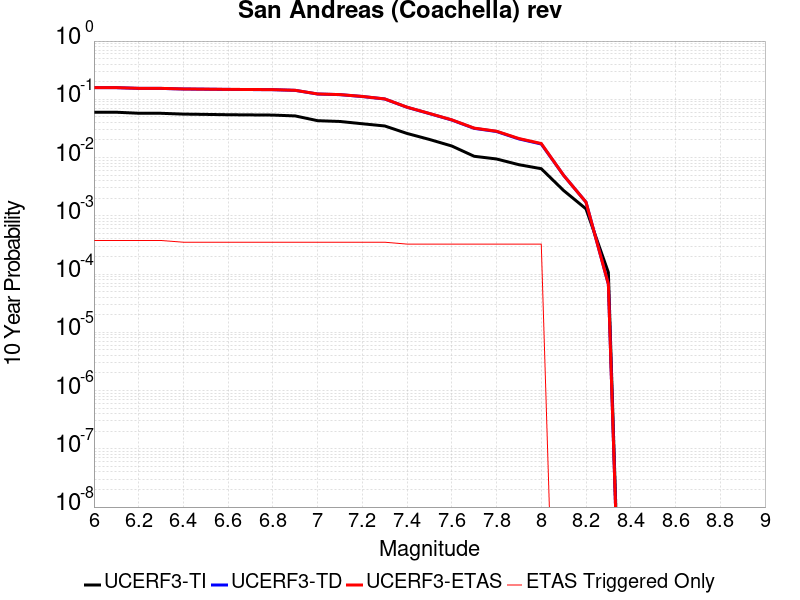 San Andreas (Coachella) rev
10^0
10^-1
10^-2
10^-3
10^-4
10^-5
10^-6
10^-7
10^-8
10 Year Probability
6 6.2 6.4 6.6 6.8 7 7.2 7.4 7.6 7.8 8 8.2 8.4 8.6 8.8 9
Magnitude
UCERF3-TI UCERF3-TD UCERF3-ETAS ETAS Triggered Only